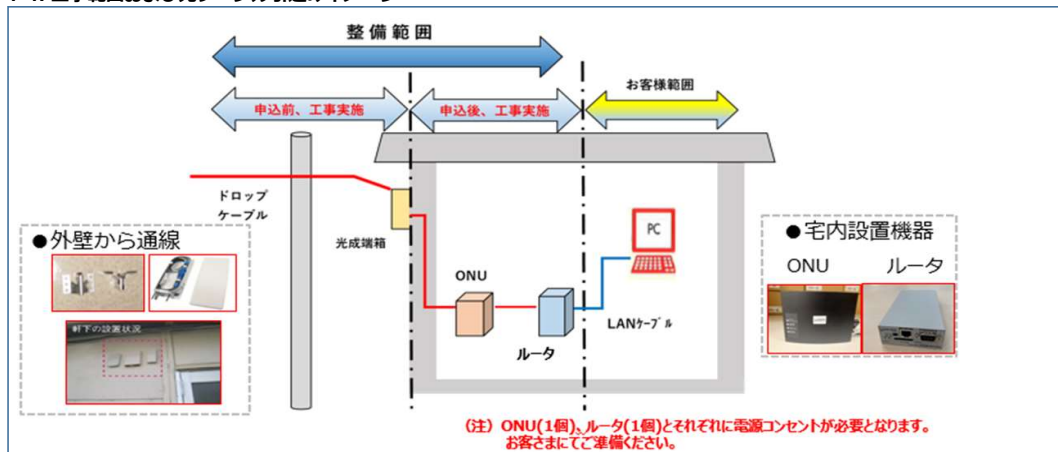 整備範囲
お客様範囲
申込前、工事実施
申込後、工事実施
ドロップ
ケーブル
光成端箱
ONU
ルータ
PC
LANｹｰﾌﾞﾙ
●外壁から通線
軒下の設置状況
●宅内設置機器
ONU ルータ
(注) ONU(1個)、ルータ(1個)とそれぞれに電源コンセントが必要となります。
お客さまにてご準備ください。